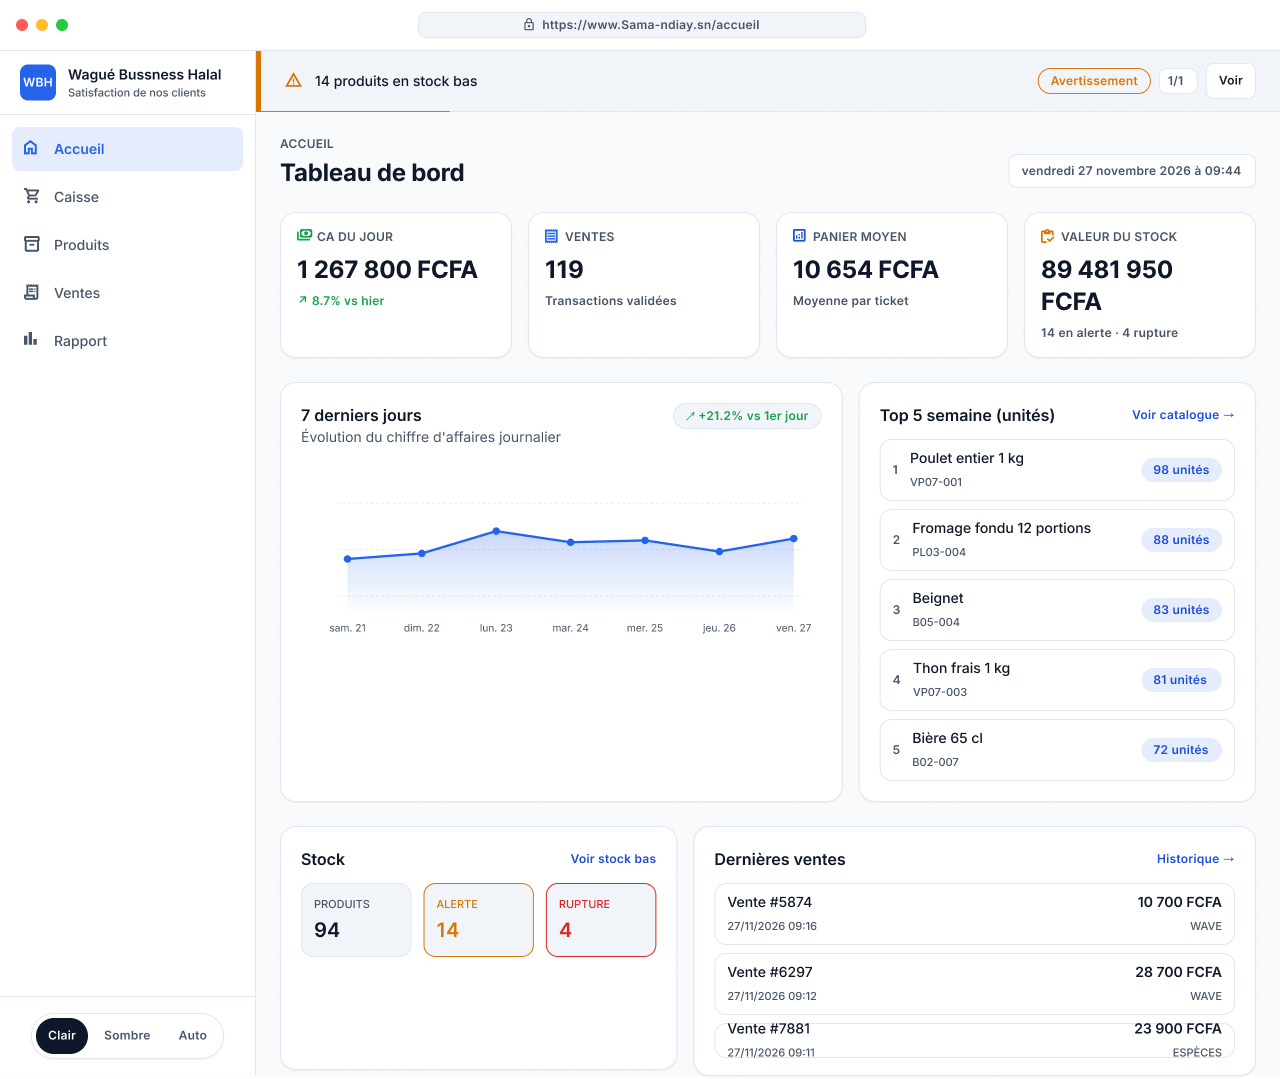 https://www.Sama-ndiay.sn/accueil
WBH
Wagué Bussness Halal
Satisfaction de nos clients
14 produits en stock bas
Avertissement
1/1
Voir
Accueil
Caisse
Produits
Ventes
Rapport
ACCUEIL
Tableau de bord
vendredi 27 novembre 2026 à 09:44
CA DU JOUR
1 267 800 FCFA
↗ 8.7% vs hier
VENTES
119
Transactions validées
PANIER MOYEN
10 654 FCFA
Moyenne par ticket
VALEUR DU STOCK
89 481 950
FCFA
14 en alerte · 4 rupture
7 derniers jours
Évolution du chiffre d'affaires journalier
↗ +21.2% vs 1er jour
sam. 21
dim. 22
lun. 23
mar. 24
mer. 25
jeu. 26
ven. 27
Top 5 semaine (unités)
Voir catalogue →
1
Poulet entier 1 kg
VP07-001
98 unités
2
Fromage fondu 12 portions
PL03-004
88 unités
3
Beignet
B05-004
83 unités
4
Thon frais 1 kg
VP07-003
81 unités
5
Bière 65 cl
B02-007
72 unités
Stock
Voir stock bas
PRODUITS
94
ALERTE
14
RUPTURE
4
Dernières ventes
Historique →
Vente #5874
10 700 FCFA
27/11/2026 09:16
WAVE
Vente #6297
28 700 FCFA
27/11/2026 09:12
WAVE
Vente #7881
23 900 FCFA
27/11/2026 09:11
ESPÈCES
Clair
Sombre
Auto